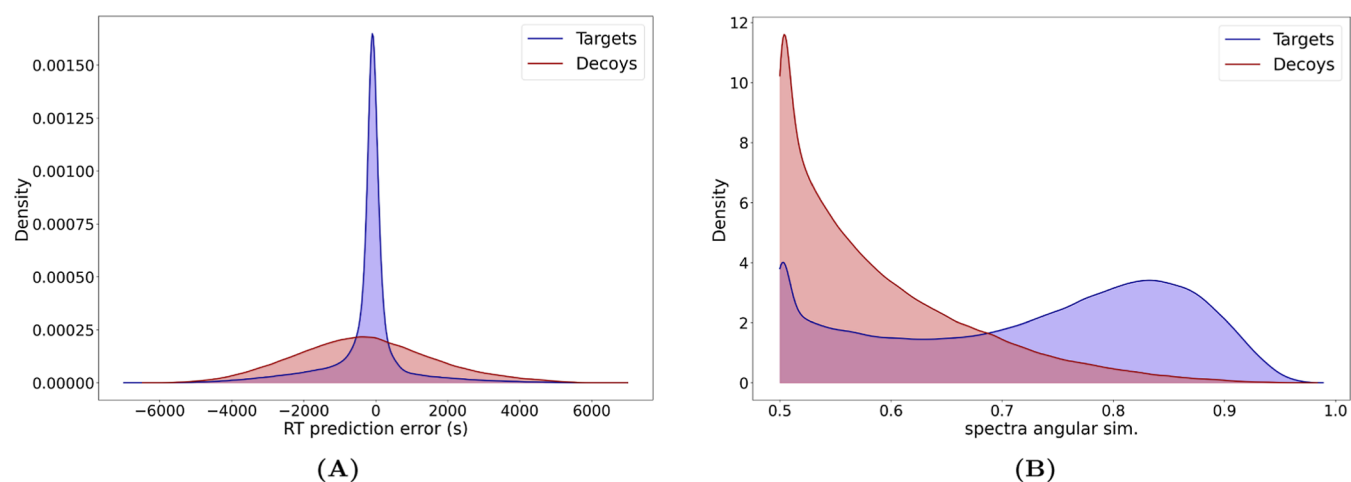 Targets
Decoys
0.00150
0.00125
0.00100
0.00075
0.00050
0.00025
0.00000
Density
−6000 −4000 −2000 0 2000 4000 6000
RT prediction error (s)
(A)
Targets
Decoys
12
10
8
6
4
2
0
Density
0.5 0.6 0.7 0.8 0.9 1.0
spectra angular sim.
(B)